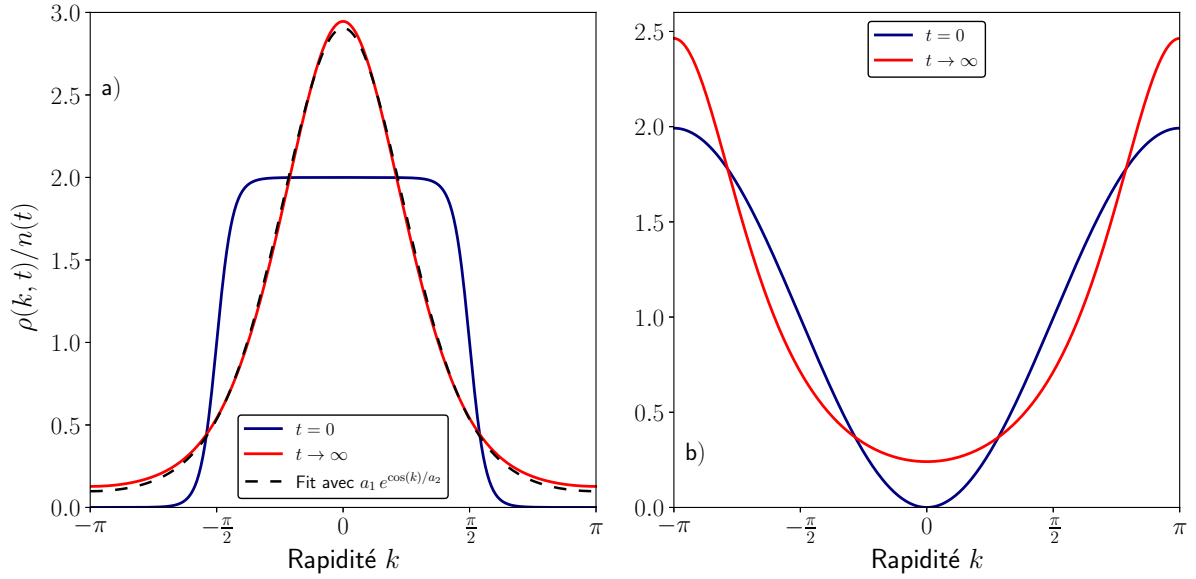 a)
ρ(k, t)/n(t)
3.0
2.5
2.0
1.5
1.0
0.5
0.0
t = 0
t → ∞
Fit avec a₁ e^{cos(k)/a₂}
−π
−π/2
0
π/2
π
Rapidité k
b)
2.5
2.0
1.5
1.0
0.5
0.0
t = 0
t → ∞
−π
−π/2
0
π/2
π
Rapidité k